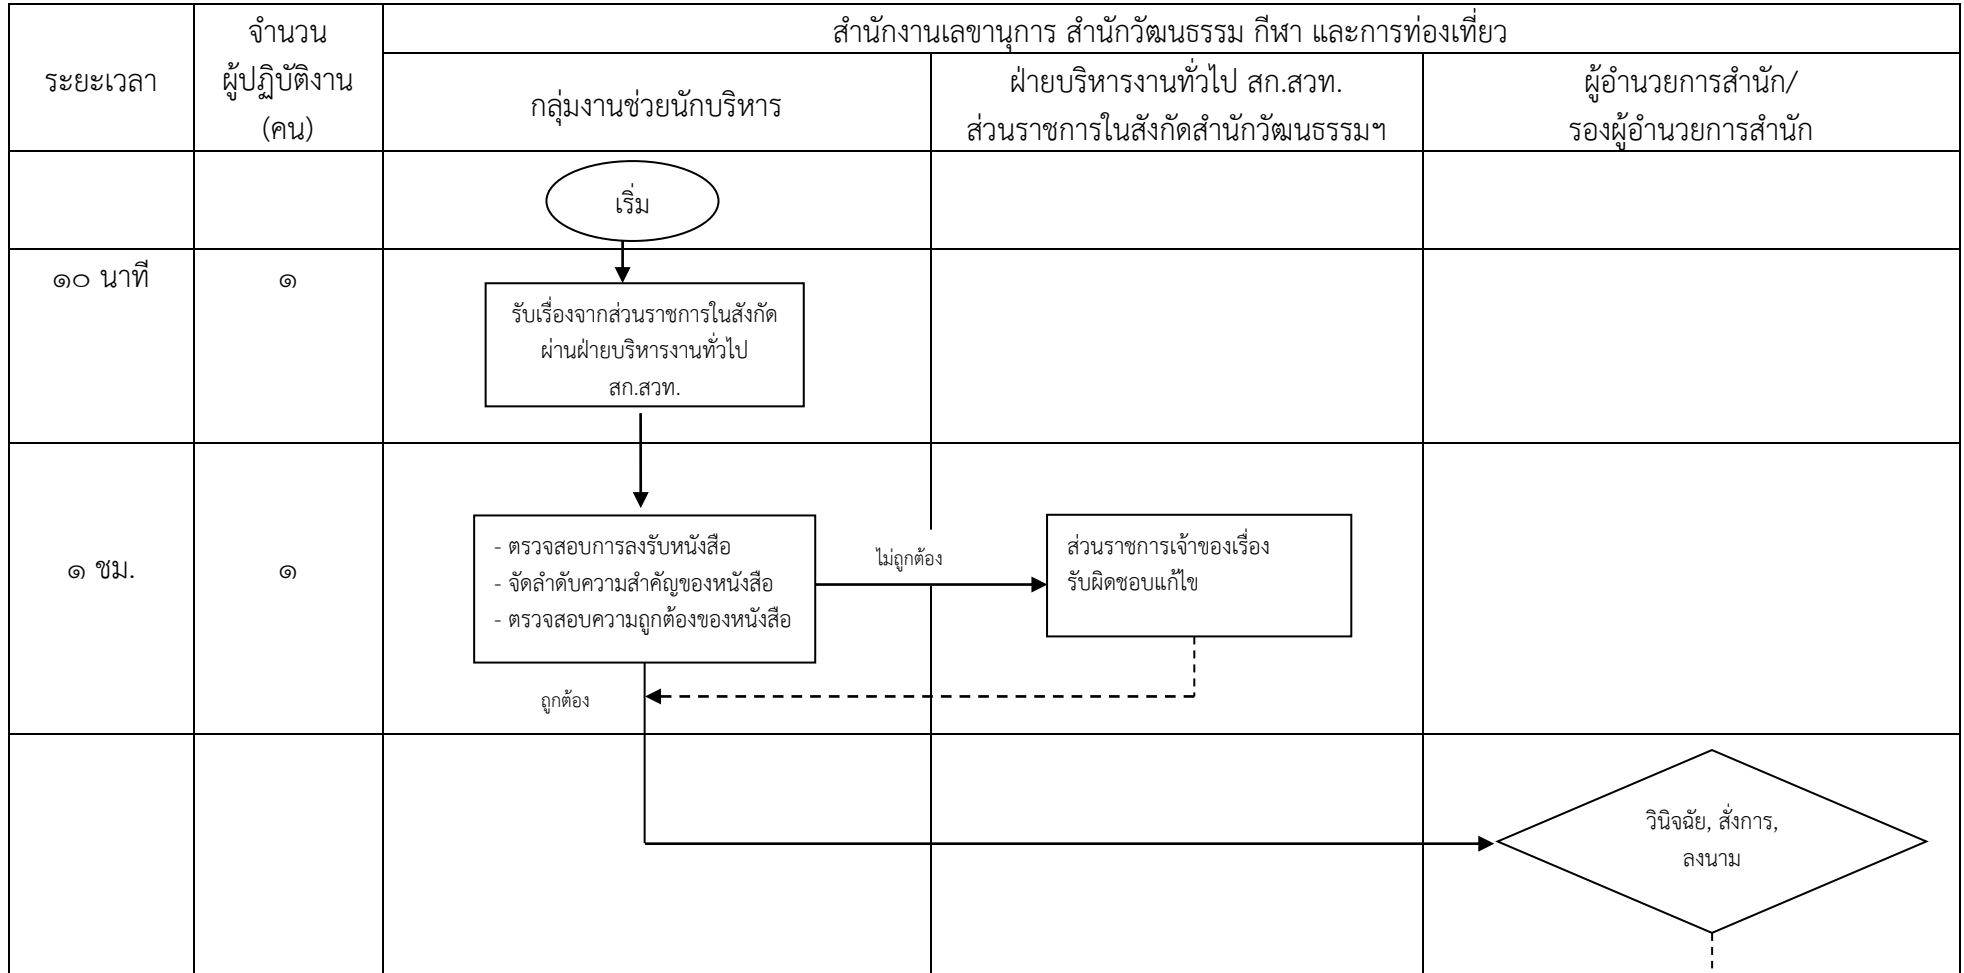 ระยะเวลา
จำนวน
ผู้ปฏิบัติงาน
(คน)
สำนักงานเลขานุการ สำนักวัฒนธรรม กีฬา และการท่องเที่ยว
กลุ่มงานช่วยนักบริหาร
ฝ่ายบริหารงานทั่วไป สก.สวท.
ส่วนราชการในสังกัดสำนักวัฒนธรรมฯ
ผู้อำนวยการสำนัก/
รองผู้อำนวยการสำนัก
เริ่ม
๑๐ นาที
๑
รับเรื่องจากส่วนราชการในสังกัด
ผ่านฝ่ายบริหารงานทั่วไป
สก.สวท.
๑ ชม.
๑
- ตรวจสอบการลงรับหนังสือ
- จัดลำดับความสำคัญของหนังสือ
- ตรวจสอบความถูกต้องของหนังสือ
ไม่ถูกต้อง
ส่วนราชการเจ้าของเรื่อง
รับผิดชอบแก้ไข
ถูกต้อง
วินิจฉัย, สั่งการ,
ลงนาม